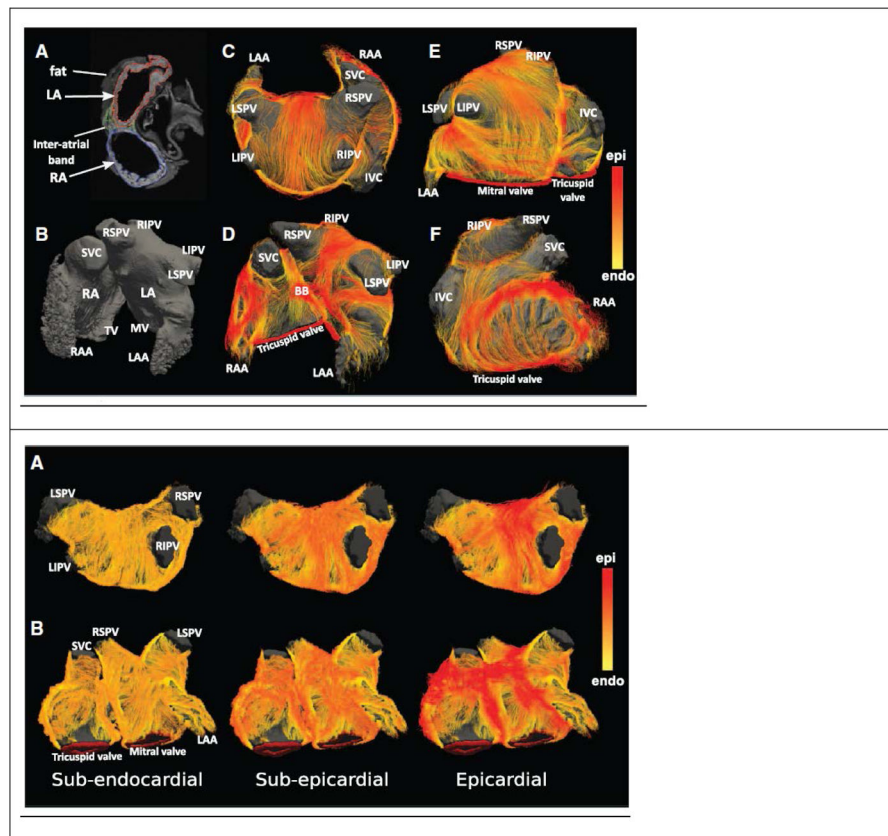 A
fat
LA
Inter-atrial
band
RA
B
RSPV
RIPV
SVC
LIPV
LSPV
RA
LA
TV
MV
RAA
LAA
C
LAA
RAA
SVC
LSPV
RSPV
LIPV
RIPV
IVC
D
RIPV
RSPV
SVC
LIPV
LSPV
BB
Tricuspid valve
RAA
LAA
E
RSPV
RIPV
LSPV
LIPV
IVC
LAA
Mitral valve
Tricuspid
valve
F
RIPV
RSPV
SVC
IVC
RAA
Tricuspid valve
epi
endo
A
LSPV
RSPV
RIPV
LIPV
B
RSPV
LSPV
SVC
LAA
Tricuspid valve
Mitral valve
epi
endo
Sub-endocardial
Sub-epicardial
Epicardial